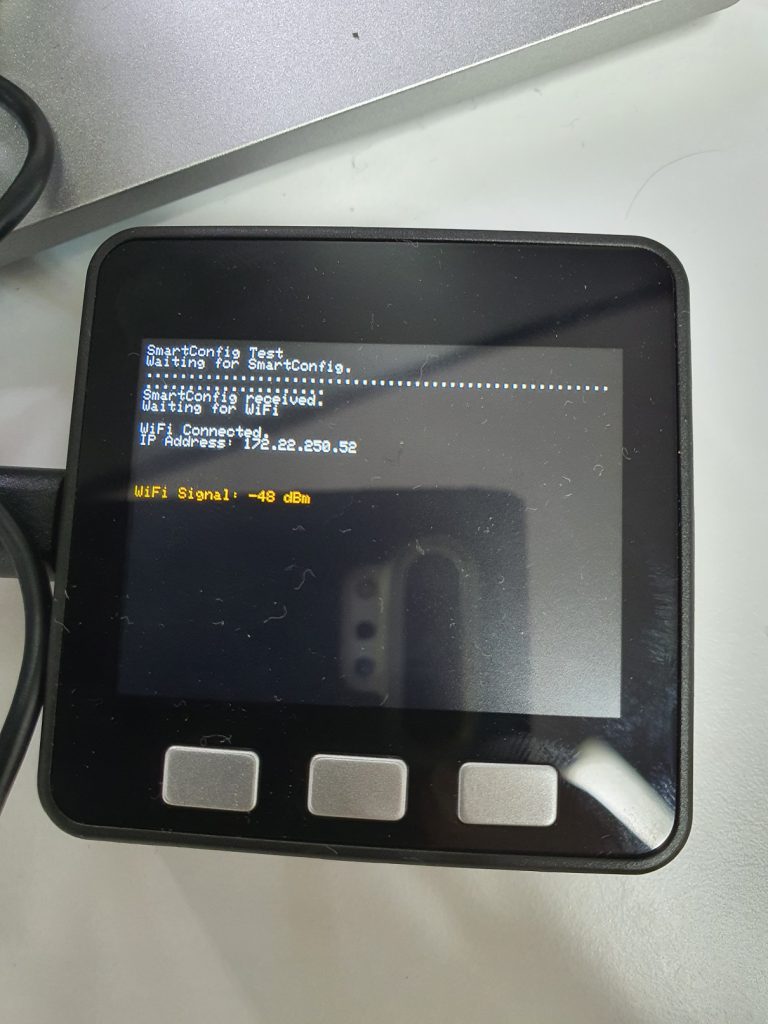 SmartConfig Test
Waiting for SmartConfig.
............................................................
.....................
SmartConfig received.
Waiting for WiFi
WiFi Connected.
IP Address: 172.22.250.52
WiFi Signal: -48 dBm